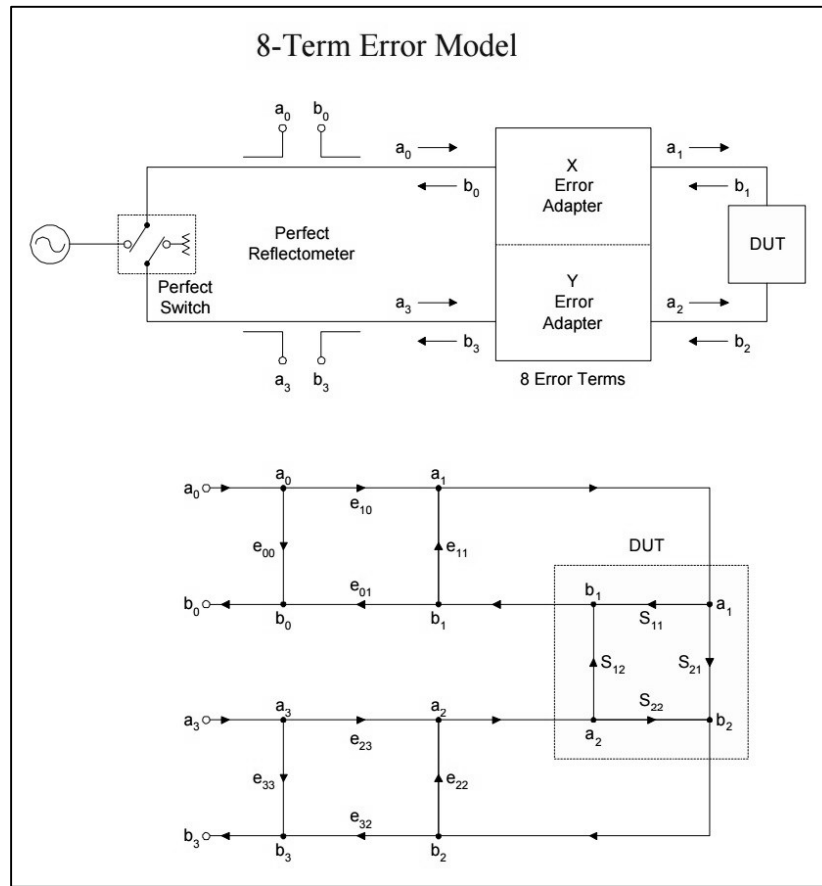 8-Term Error Model
a₀ b₀
a₀ a₁
X
Error
Adapter
b₀ b₁
DUT
Perfect
Reflectometer
Perfect
Switch
Y
Error
Adapter
a₃ a₂
b₃ b₂
a₃ b₃
8 Error Terms
a₀ a₀ a₁
e₁₀
e₀₀ e₁₁ DUT
e₀₁ b₁
b₀ b₀ b₁ S₁₁ a₁
S₁₂ S₂₁
a₃ a₃ a₂ S₂₂
e₂₃ a₂ b₂
e₃₃ e₂₂
e₃₂
b₃ b₃ b₂